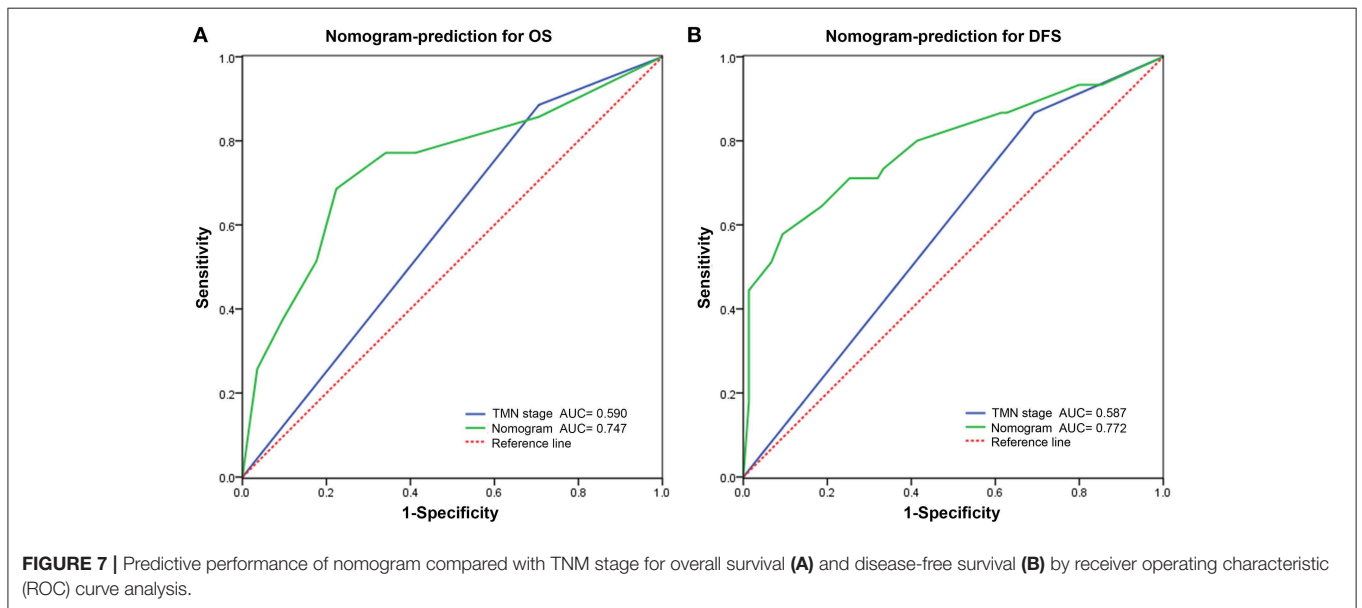 A
Nomogram-prediction for OS
1.0
0.8
0.6
0.4
0.2
0.0
Sensitivity
TMN stage AUC= 0.590
Nomogram AUC= 0.747
Reference line
0.0 0.2 0.4 0.6 0.8 1.0
1-Specificity
B
Nomogram-prediction for DFS
1.0
0.8
0.6
0.4
0.2
0.0
Sensitivity
TMN stage AUC= 0.587
Nomogram AUC= 0.772
Reference line
0.0 0.2 0.4 0.6 0.8 1.0
1-Specificity
FIGURE 7 | Predictive performance of nomogram compared with TNM stage for overall survival (A) and disease-free survival (B) by receiver operating characteristic
(ROC) curve analysis.